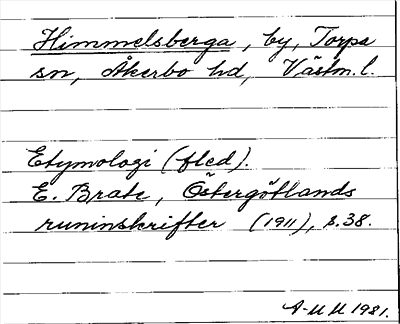 Himmelsberga, by, Torpa
sn, Åkerbo hd, Västm. l.
Etymologi (fled).
E. Brate, Östergötlands
runinskrifter (1911), s. 38.
A-M M 1981.